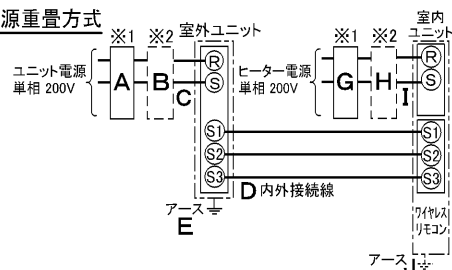 源重畳方式
※1 ※2 室外ユニット
ユニット電源
単相 200V
A B C
R
S
S1
S2
S3
D 内外接続線
アース
E
※1 ※2 室内
ユニット
ヒーター電源
単相 200V
G H I
R
S
S1
S2
S3
ワイヤレス
リモコン
アース J